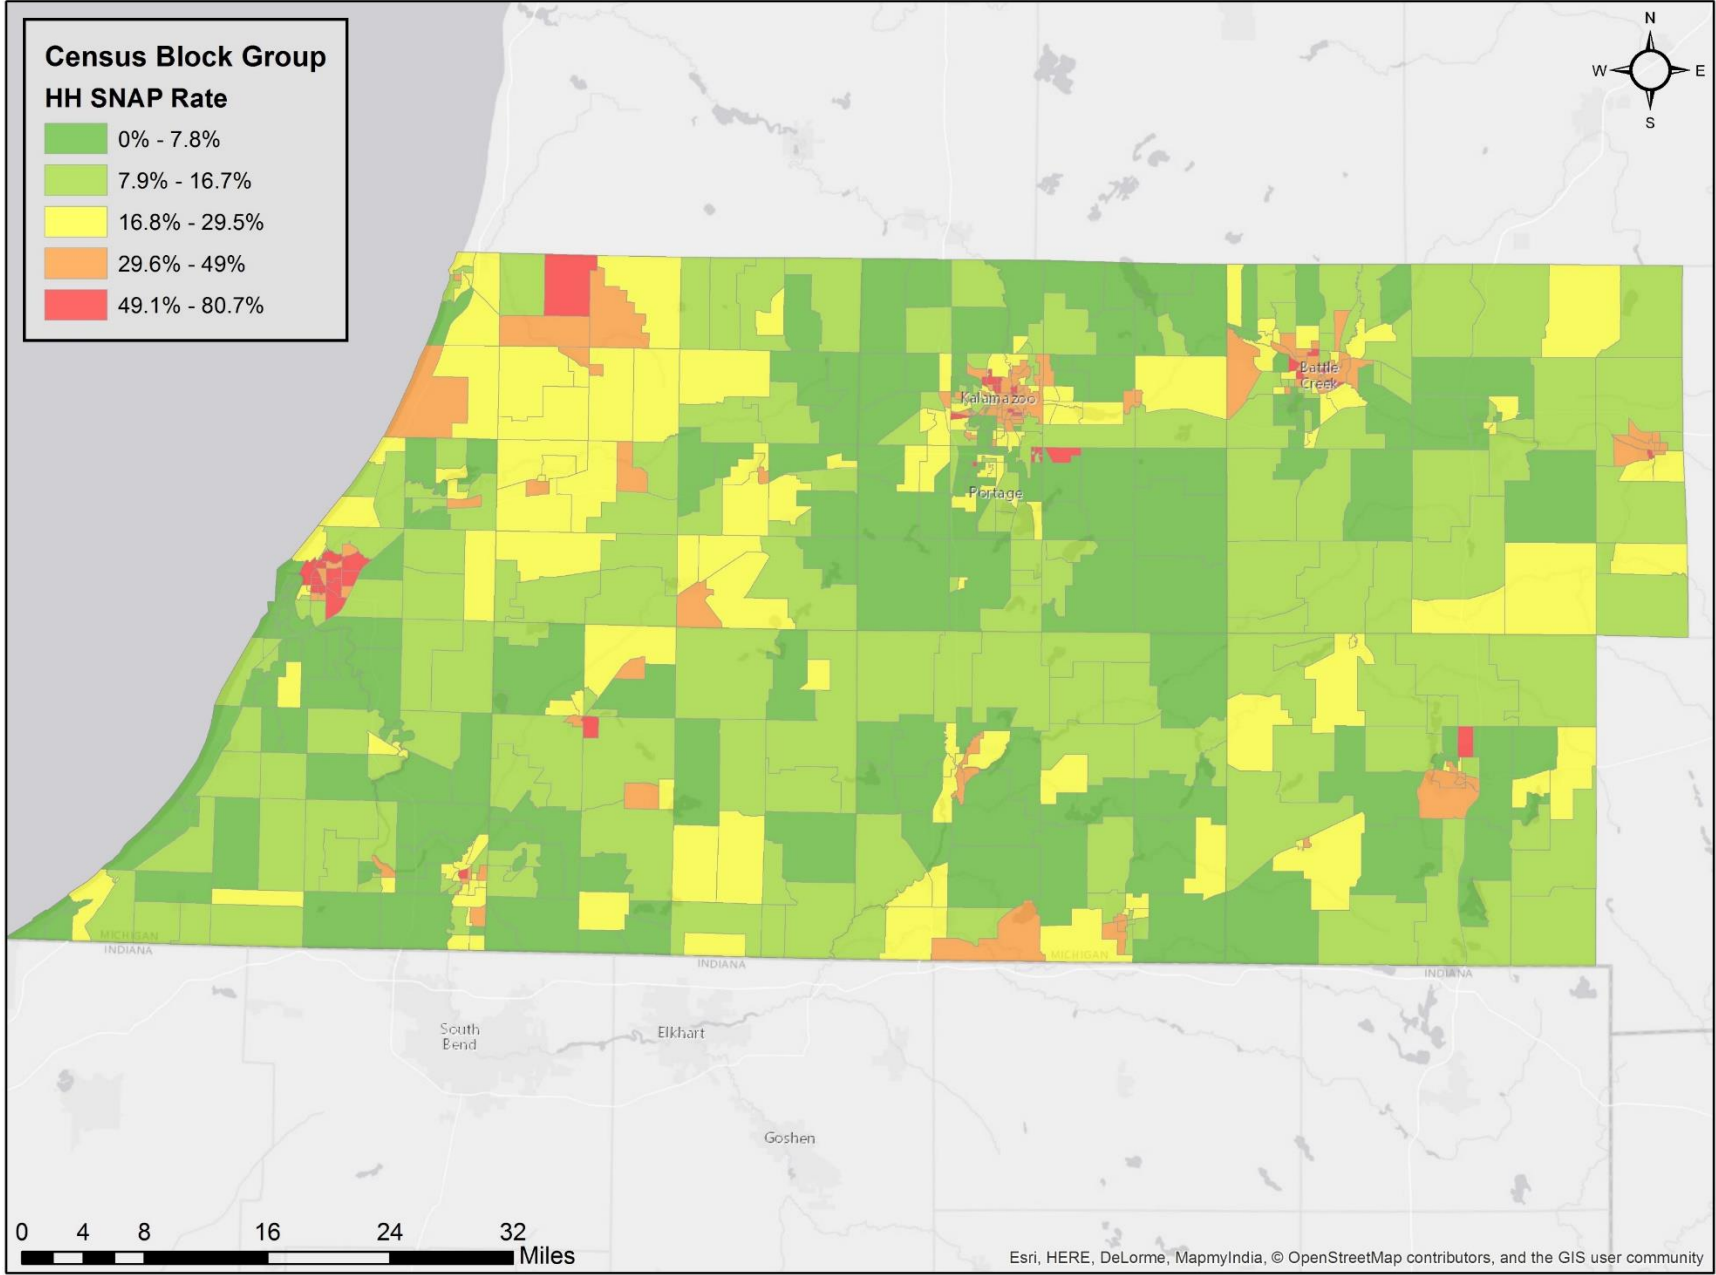 Census Block Group
HH SNAP Rate
0% - 7.8%
7.9% - 16.7%
16.8% - 29.5%
29.6% - 49%
49.1% - 80.7%
N
W
E
S
Battle
Creek
Kalamazoo
Portage
MICHIGAN
INDIANA
INDIANA
MICHIGAN
INDIANA
South
Bend
Elkhart
Goshen
0 4 8 16 24 32
Miles
Esri, HERE, DeLorme, MapmyIndia, © OpenStreetMap contributors, and the GIS user community